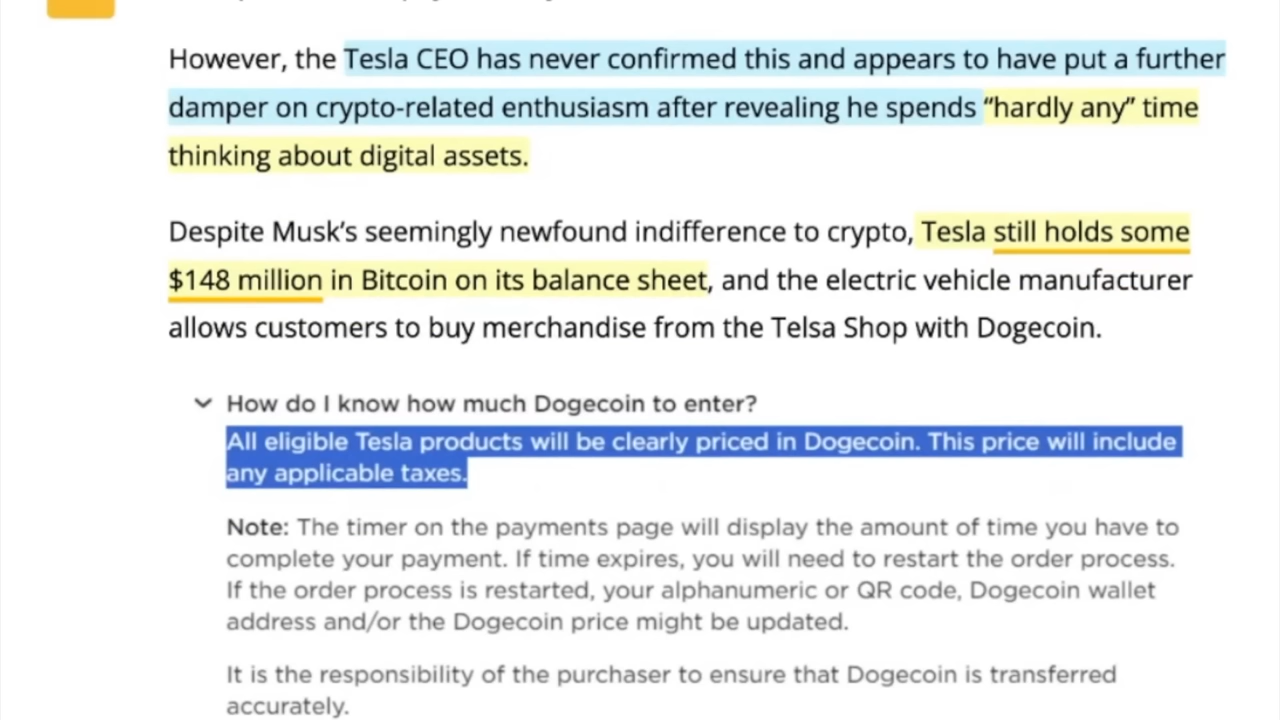 However, the Tesla CEO has never confirmed this and appears to have put a further
damper on crypto-related enthusiasm after revealing he spends “hardly any” time
thinking about digital assets.
Despite Musk’s seemingly newfound indifference to crypto, Tesla still holds some
$148 million in Bitcoin on its balance sheet, and the electric vehicle manufacturer
allows customers to buy merchandise from the Telsa Shop with Dogecoin.
How do I know how much Dogecoin to enter?
All eligible Tesla products will be clearly priced in Dogecoin. This price will include
any applicable taxes.
Note: The timer on the payments page will display the amount of time you have to
complete your payment. If time expires, you will need to restart the order process.
If the order process is restarted, your alphanumeric or QR code, Dogecoin wallet
address and/or the Dogecoin price might be updated.
It is the responsibility of the purchaser to ensure that Dogecoin is transferred
accurately.